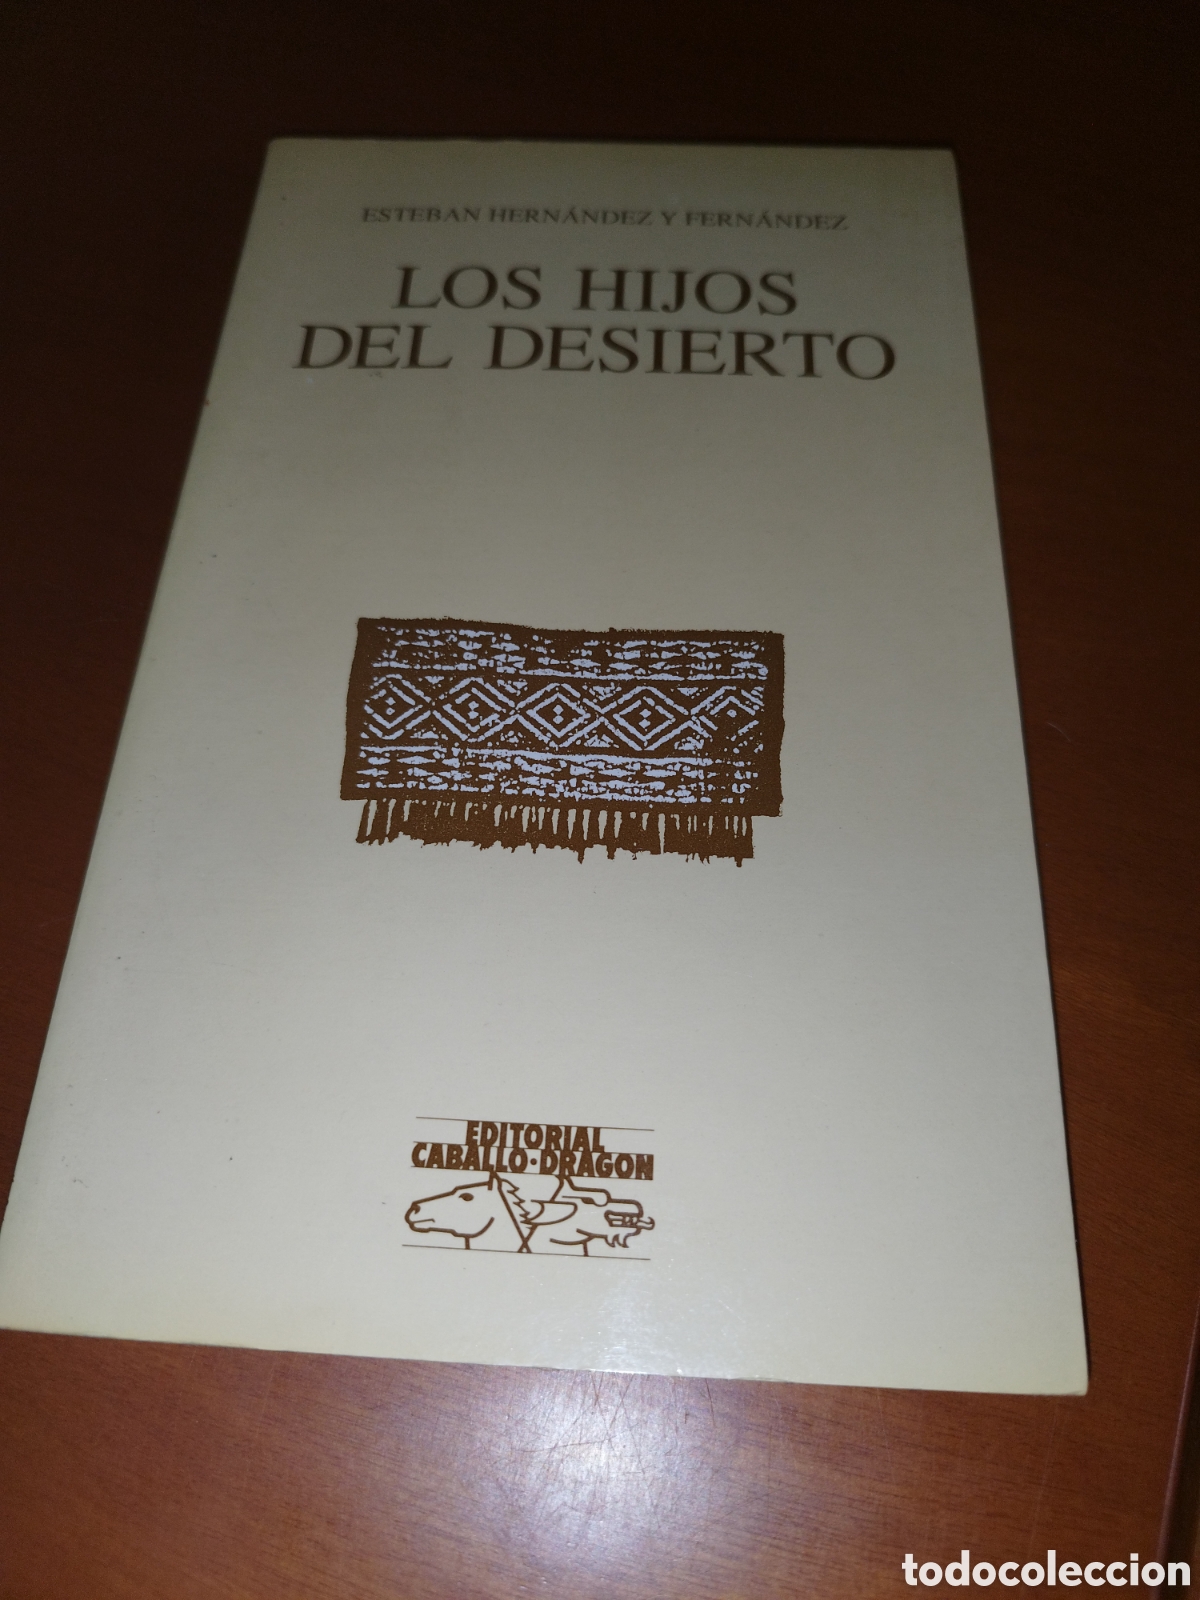 ESTEBAN HERNÁNDEZ Y FERNÁNDEZ
LOS HIJOS
DEL DESIERTO
EDITORIAL
CABALLO·DRAGON
todocoleccion